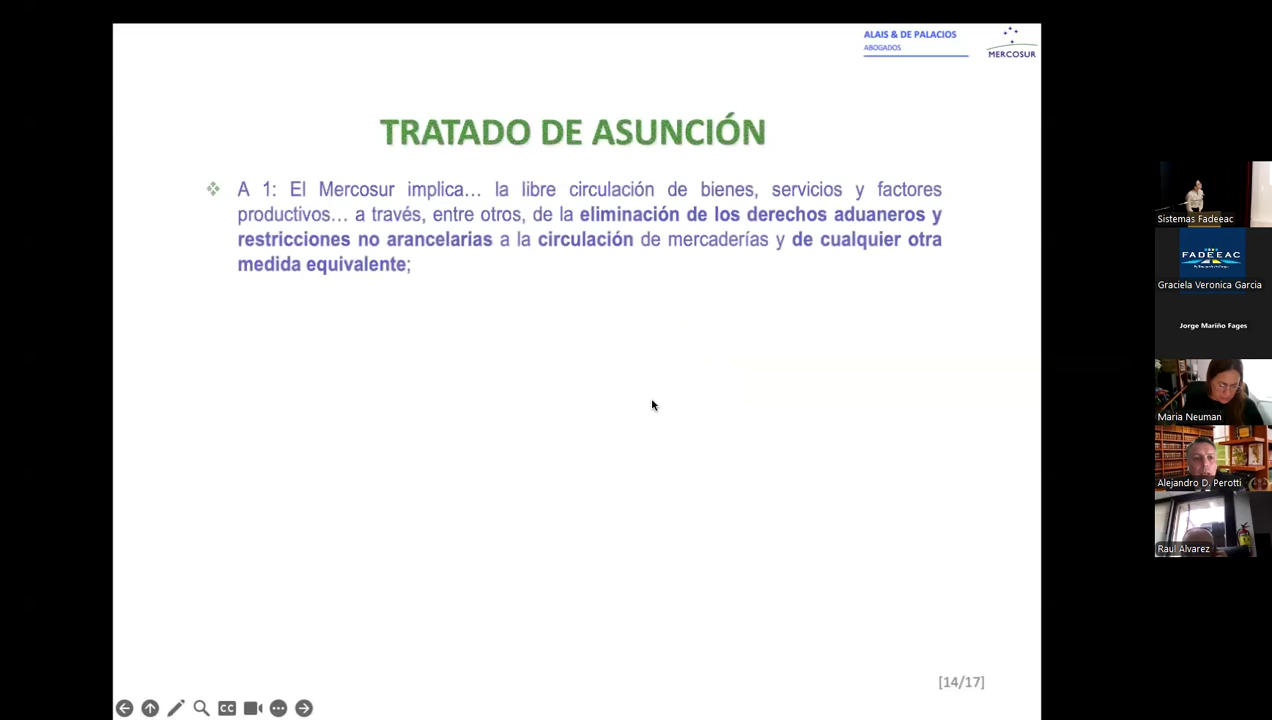 ALAIS & DE PALACIOS
ABOGADOS
MERCOSUR
TRATADO DE ASUNCIÓN
A 1: El Mercosur implica… la libre circulación de bienes, servicios y factores
productivos… a través, entre otros, de la eliminación de los derechos aduaneros y
restricciones no arancelarias a la circulación de mercaderías y de cualquier otra
medida equivalente;
[14/17]
CC
Sistemas Fadeeac
FADEEAC
Graciela Veronica Garcia
Jorge Mariño Fages
Maria Neuman
Alejandro D. Perotti
Raul Alvarez